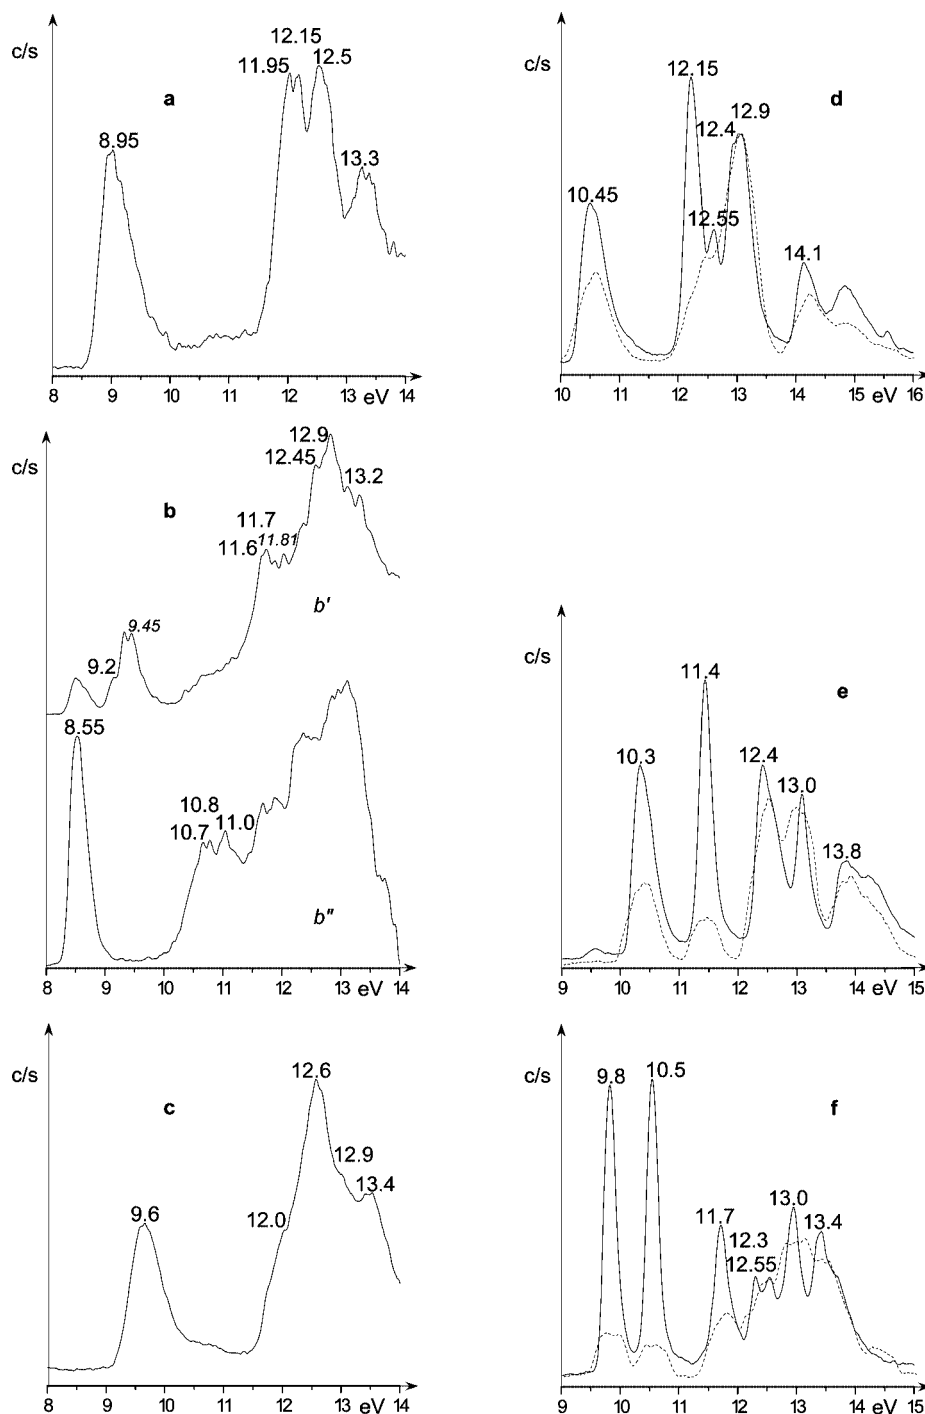 c/s
a
8.95
11.95
12.15
12.5
13.3
8 9 10 11 12 13 eV 14
c/s
d
10.45
12.15
12.4
12.9
12.55
14.1
10 11 12 13 14 15 eV 16
c/s
b
12.9
12.45
13.2
11.7
11.6
11.81
b'
9.45
9.2
8.55
10.8
10.7
11.0
b"
8 9 10 11 12 13 eV 14
c/s
e
10.3
11.4
12.4
13.0
13.8
9 10 11 12 13 14 eV 15
c/s
c
9.6
12.6
12.0
12.9
13.4
8 9 10 11 12 13 eV 14
c/s
f
9.8
10.5
11.7
12.3
12.55
13.0
13.4
9 10 11 12 13 14 eV 15